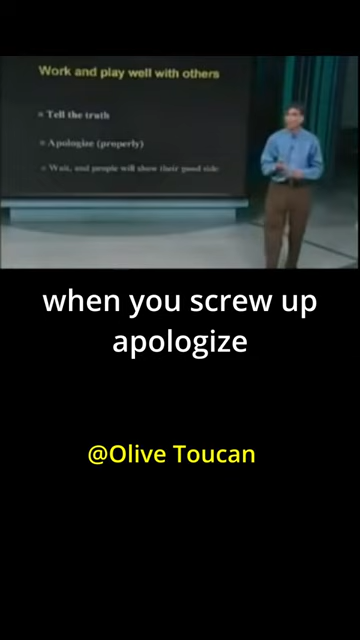 Work and play well with others
Tell the truth
Apologize (properly)
Wait, and people will show their good side
when you screw up
apologize
@Olive Toucan